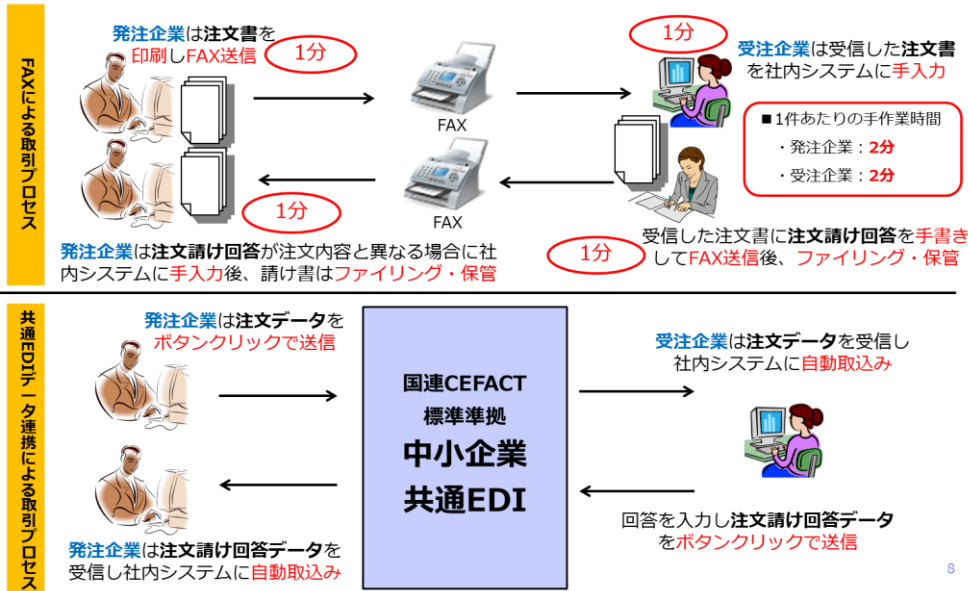 FAXによる取引プロセス
発注企業は注文書を
印刷しFAX送信
1分
FAX
1分
受注企業は受信した注文書
を社内システムに手入力
■1件あたりの手作業時間
・発注企業:2分
・受注企業:2分
FAX
1分
発注企業は注文請け回答が注文内容と異なる場合に社
内システムに手入力後、請け書はファイリング・保管
1分
受信した注文書に注文請け回答を手書き
してFAX送信後、ファイリング・保管
共通EDIデータ連携による取引プロセス
発注企業は注文データを
ボタンクリックで送信
国連CEFACT
標準準拠
中小企業
共通EDI
受注企業は注文データを受信し
社内システムに自動取込み
発注企業は注文請け回答データを
受信し社内システムに自動取込み
回答を入力し注文請け回答データ
をボタンクリックで送信
8